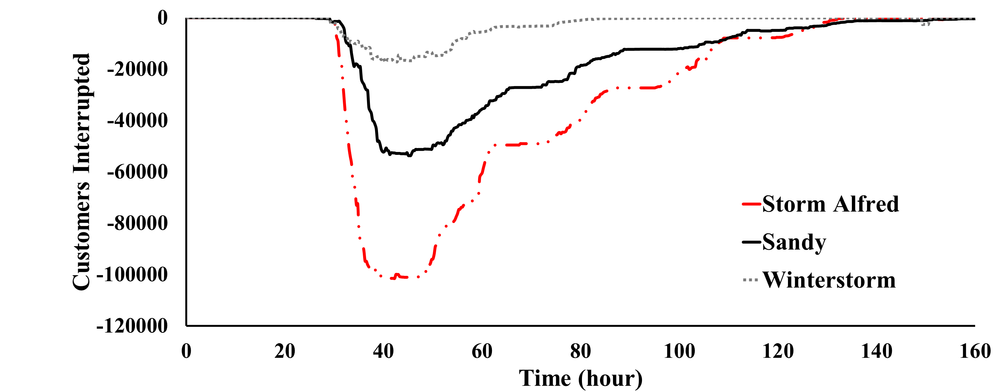 Customers Interrupted
0
-20000
-40000
-60000
-80000
-100000
-120000
Storm Alfred
Sandy
Winterstorm
0 20 40 60 80 100 120 140 160
Time (hour)